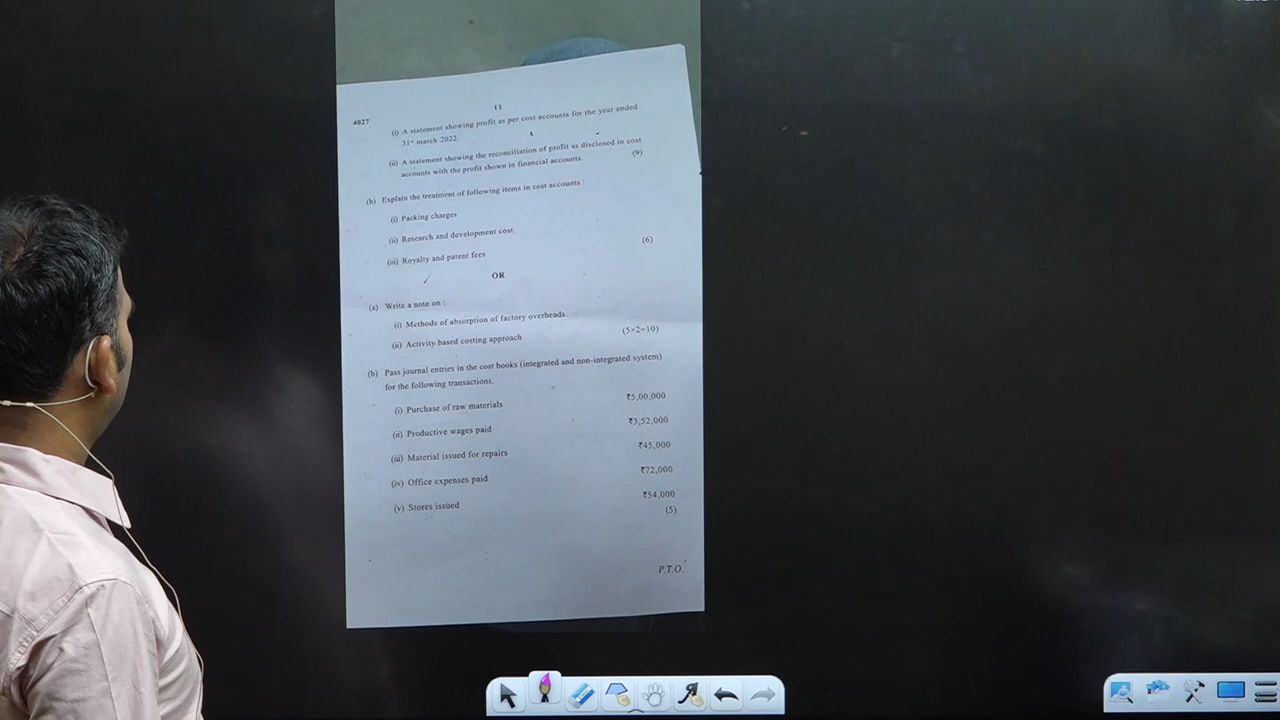 11
4027
(i) A statement showing profit as per cost accounts for the year ended
31st march 2022.
(ii) A statement showing the reconciliation of profit as disclosed in cost
accounts with the profit shown in financial accounts. (9)
(b) Explain the treatment of following items in cost accounts :
(i) Packing charges
(ii) Research and development cost.
(iii) Royalty and patent fees (6)
OR
(a) Write a note on :
(i) Methods of absorption of factory overheads.
(ii) Activity based costing approach (5×2=10)
(b) Pass journal entries in the cost books (integrated and non-integrated system)
for the following transactions.
(i) Purchase of raw materials ₹5,00,000
(ii) Productive wages paid ₹3,52,000
(iii) Material issued for repairs ₹45,000
(iv) Office expenses paid ₹72,000
(v) Stores issued ₹54,000
(5)
P.T.O.